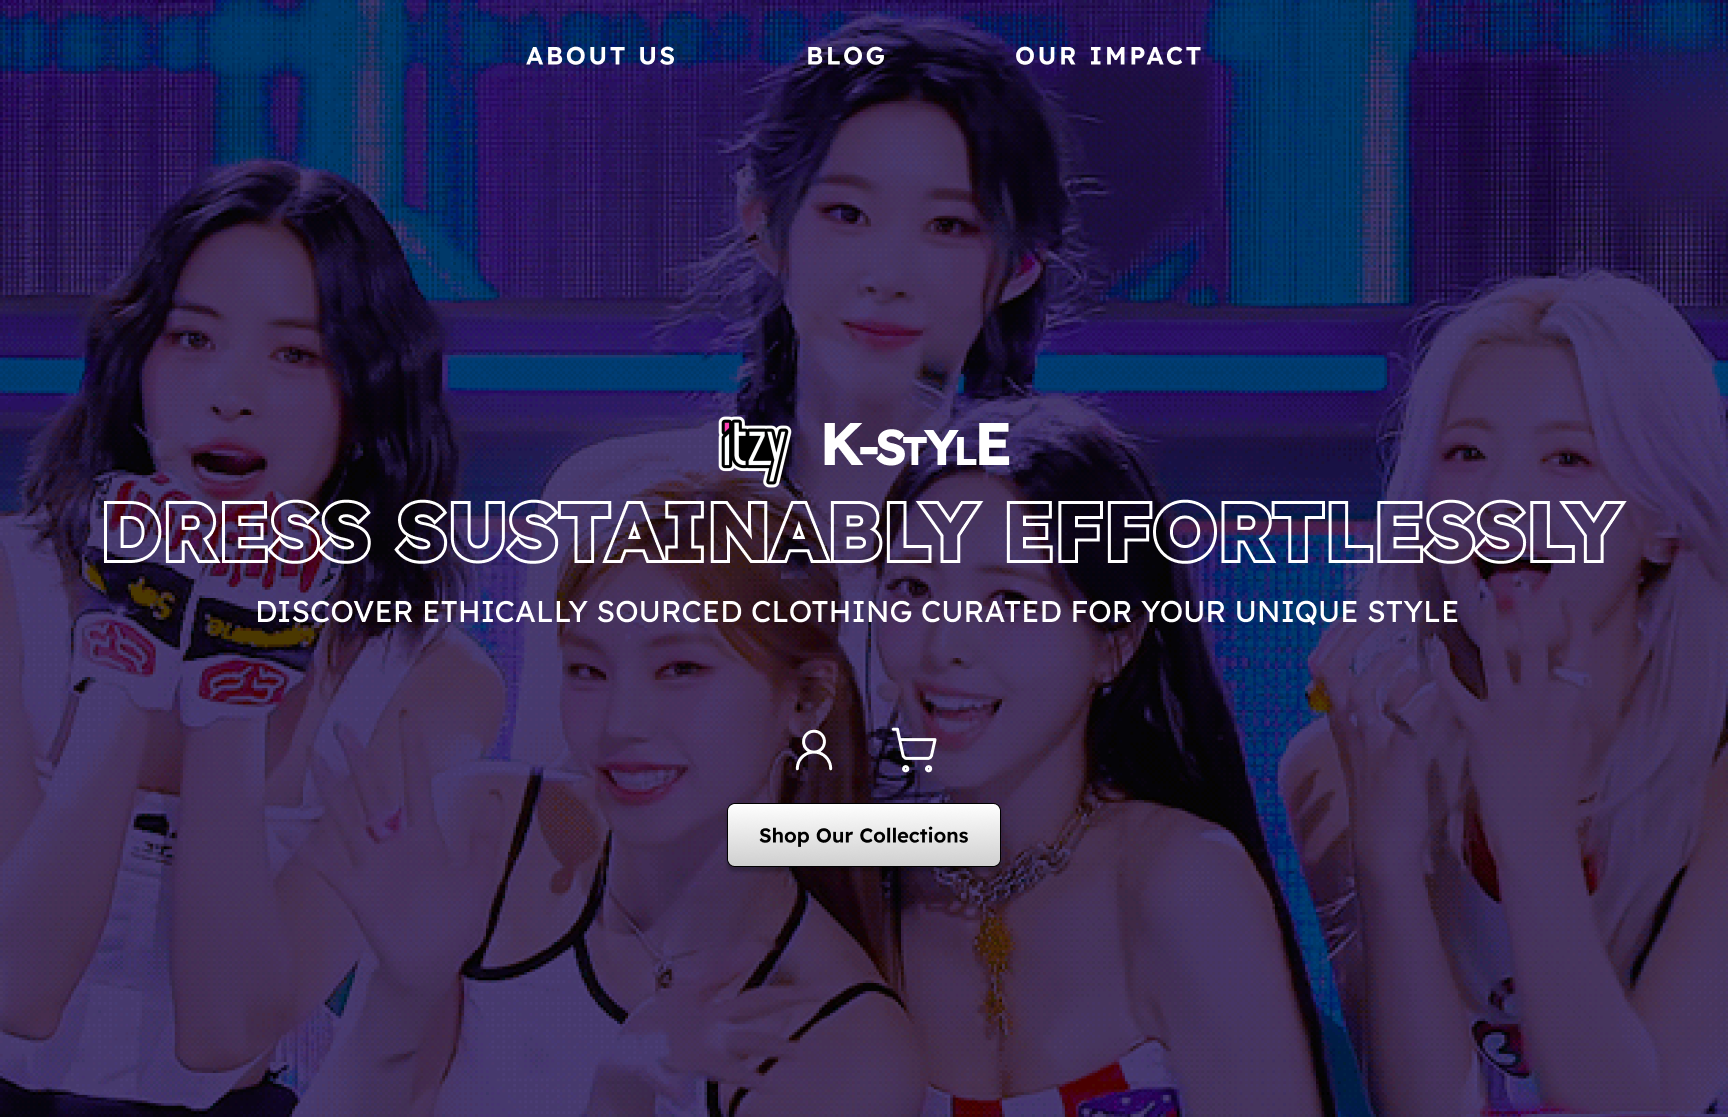 ABOUT US BLOG OUR IMPACT
itzy K-STYLE
DRESS SUSTAINABLY EFFORTLESSLY
DISCOVER ETHICALLY SOURCED CLOTHING CURATED FOR YOUR UNIQUE STYLE
Shop Our Collections